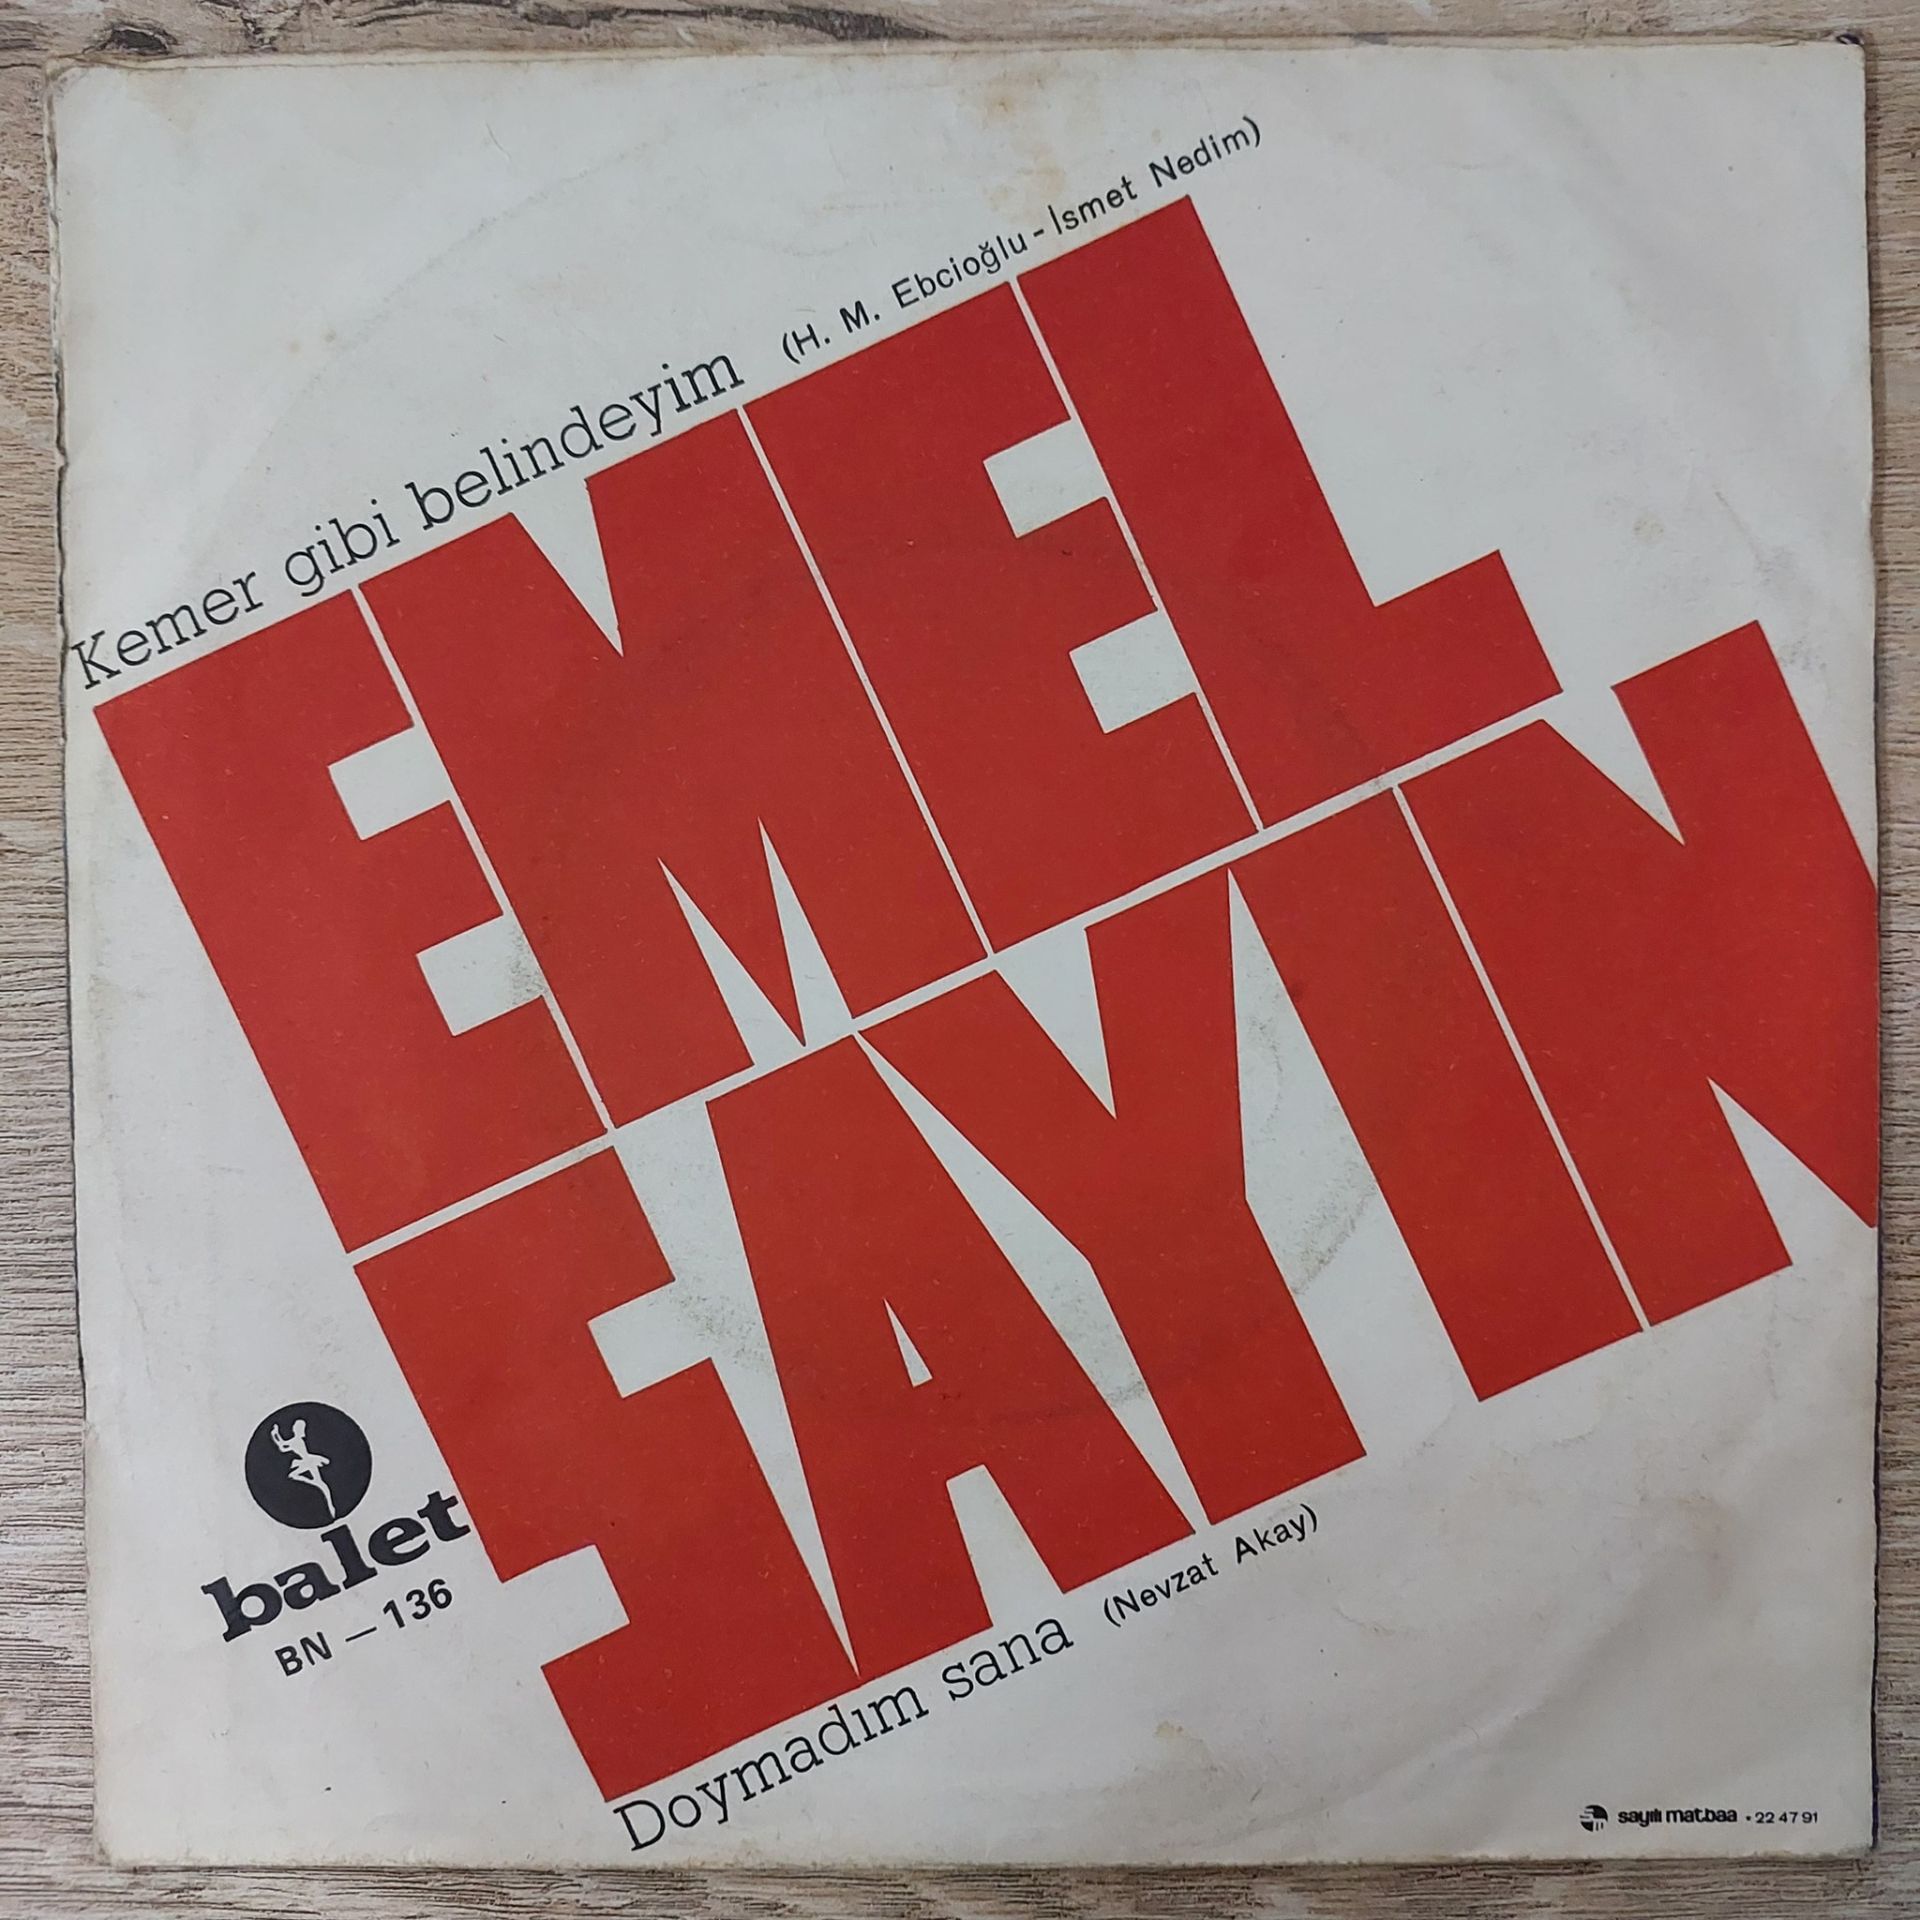 Kemer gibi belindeyim (H. M. Ebcioğlu - İsmet Nedim)
EMEL
SAYIN
balet
BN — 136
Doymadım sana (Nevzat Akay)
sayılı matbaa • 22 47 91